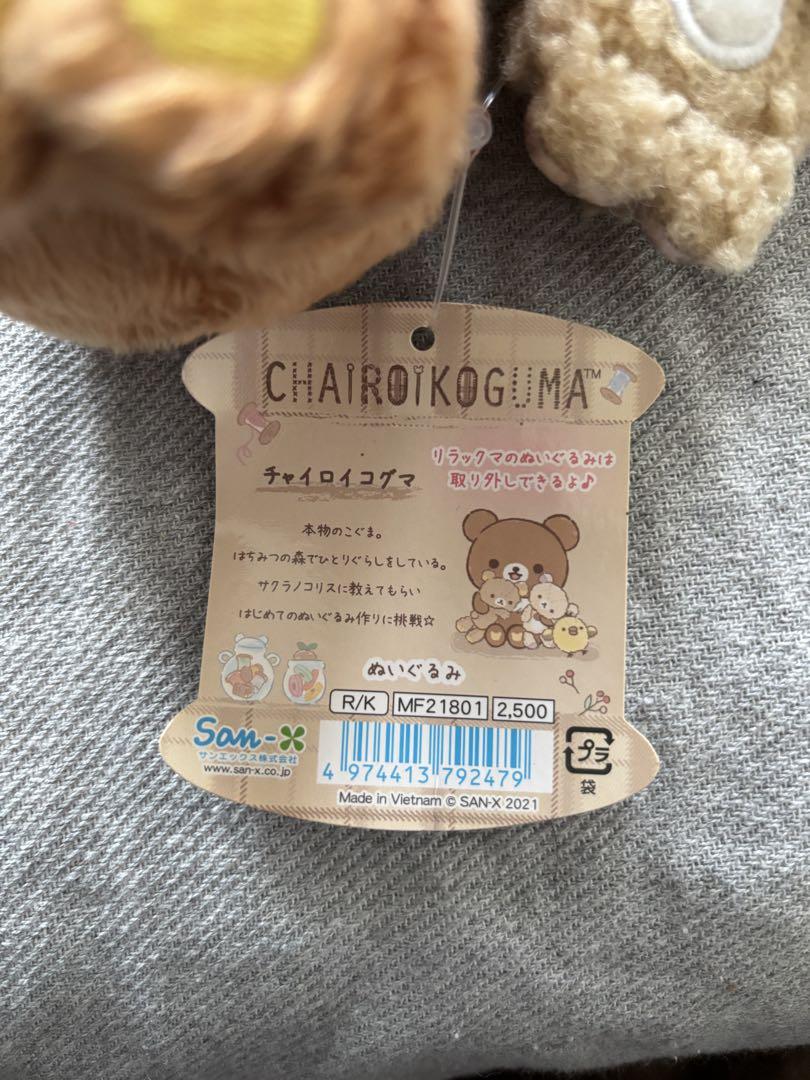 CHAIROIKOGUMA™
チャイロイコグマ
リラックマのぬいぐるみは
取り外しできるよ♪
本物のこぐま。
はちみつの森でひとりぐらしをしている。
サクラノコリスに教えてもらい
はじめてのぬいぐるみ作りに挑戦☆
ぬいぐるみ
R/K MF21801 2,500
San-X
サンエックス株式会社
www.san-x.co.jp
4 974413 792479
プラ
袋
Made in Vietnam © SAN-X 2021